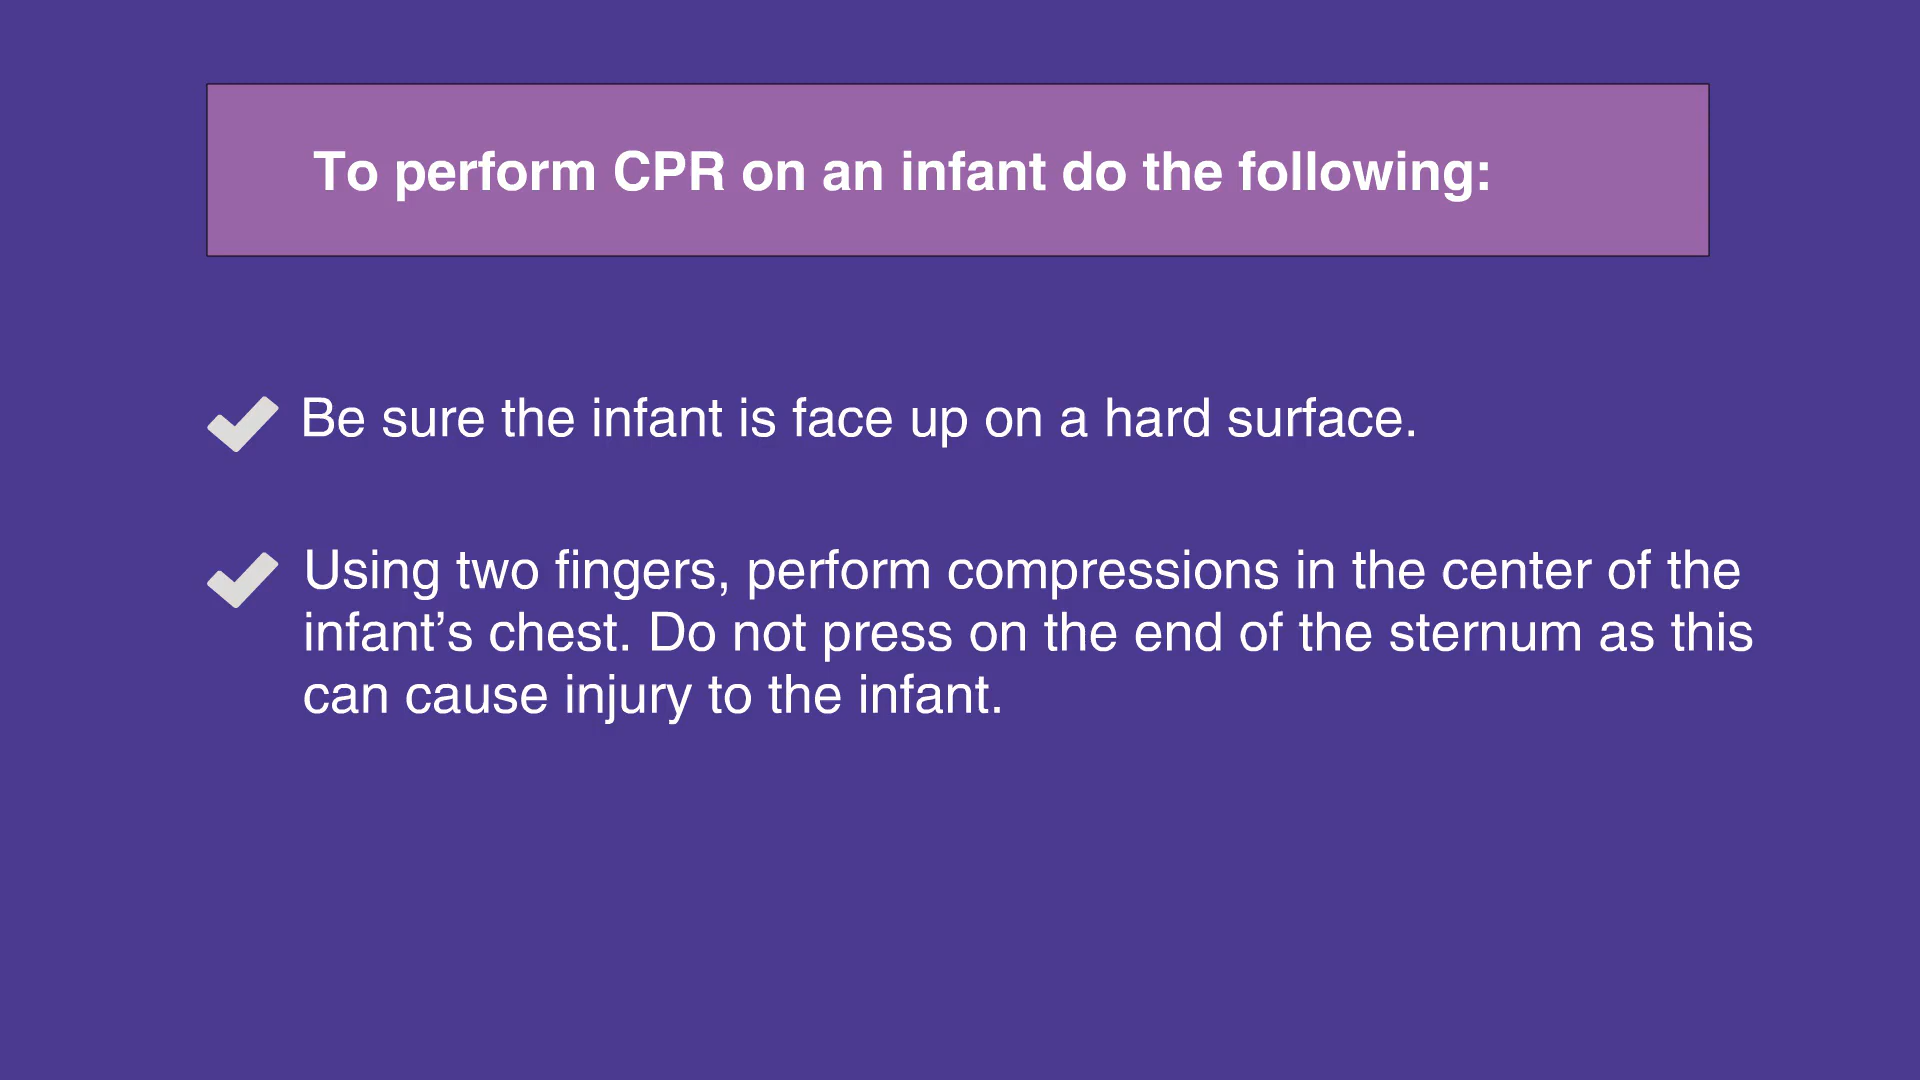 To perform CPR on an infant do the following:
Be sure the infant is face up on a hard surface.
Using two fingers, perform compressions in the center of the
infant’s chest. Do not press on the end of the sternum as this
can cause injury to the infant.